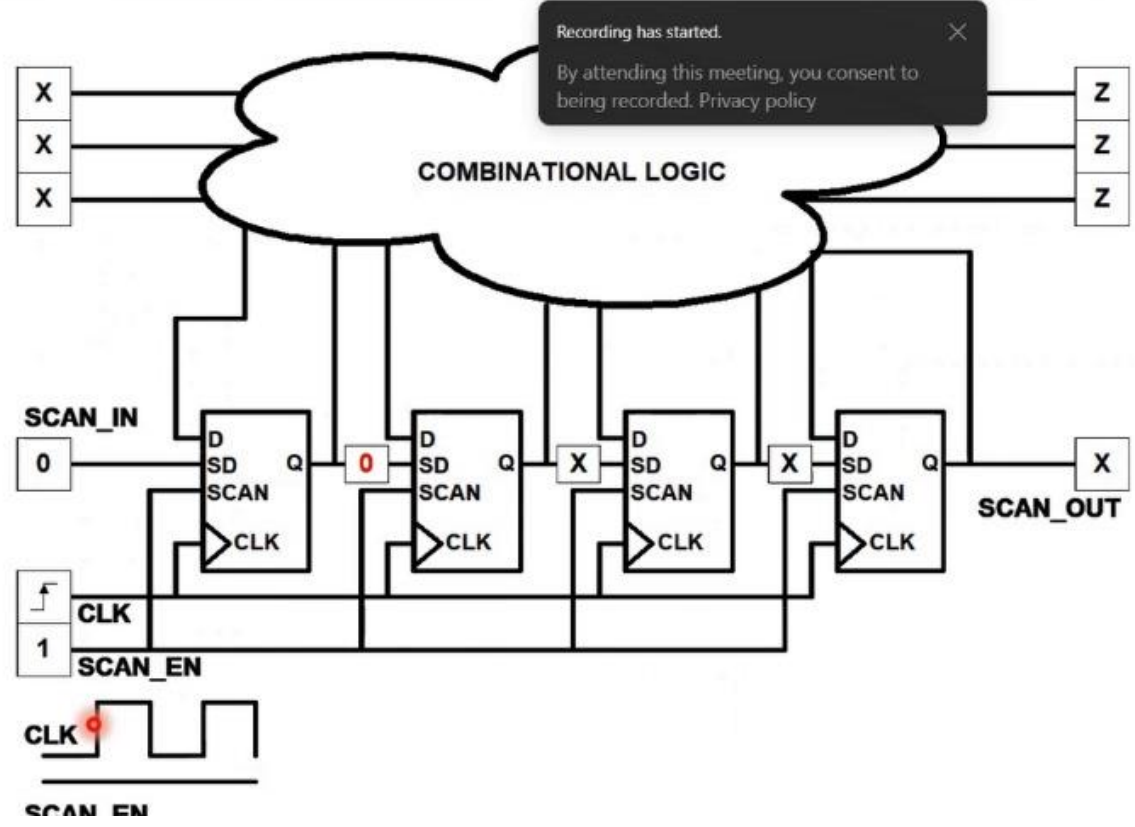 Recording has started.
By attending this meeting, you consent to
being recorded. Privacy policy
X
Z
X
Z
COMBINATIONAL LOGIC
X
Z
SCAN_IN
D
D
D
D
0
SD
Q
0
SD
Q
X
SD
Q
X
SD
Q
X
SCAN
SCAN
SCAN
SCAN
SCAN_OUT
CLK
CLK
CLK
CLK
CLK
1
SCAN_EN
CLK
SCAN_EN